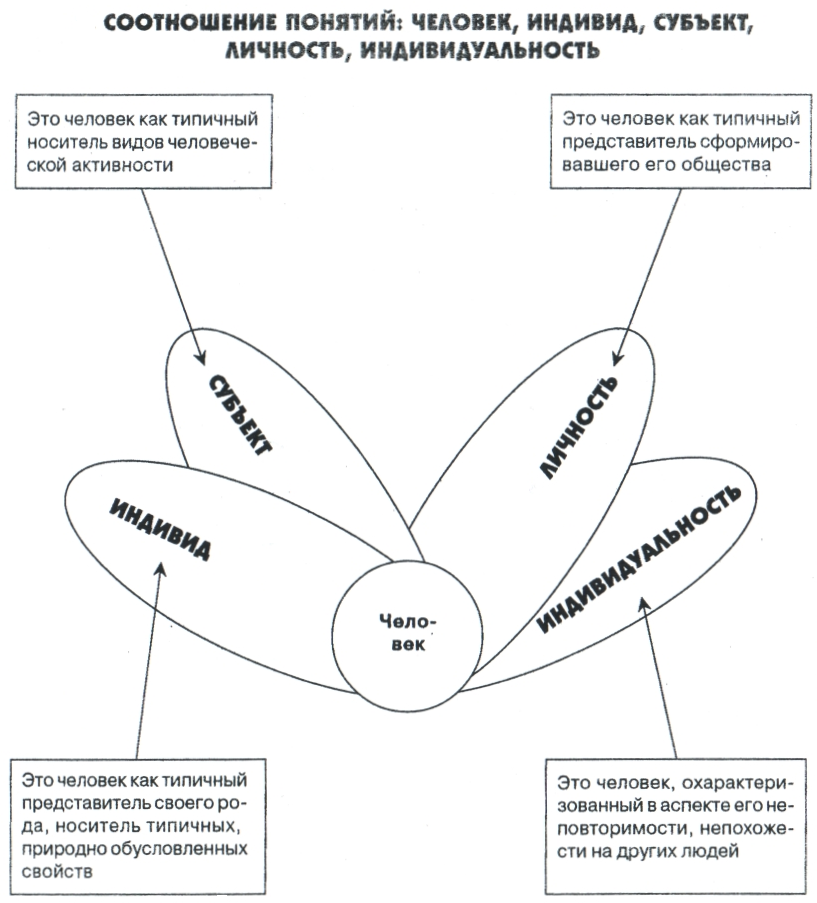 СООТНОШЕНИЕ ПОНЯТИЙ: ЧЕЛОВЕК, ИНДИВИД, СУБЪЕКТ,
ЛИЧНОСТЬ, ИНДИВИДУАЛЬНОСТЬ
Это человек как типичный
носитель видов человече-
ской активности
Это человек как типичный
представитель сформиро-
вавшего его общества
СУБЪЕКТ
ЛИЧНОСТЬ
ИНДИВИД
ИНДИВИДУАЛЬНОСТЬ
Чело-
век
Это человек как типичный
представитель своего ро-
да, носитель типичных,
природно обусловленных
свойств
Это человек, охарактери-
зованный в аспекте его не-
повторимости, непохоже-
сти на других людей